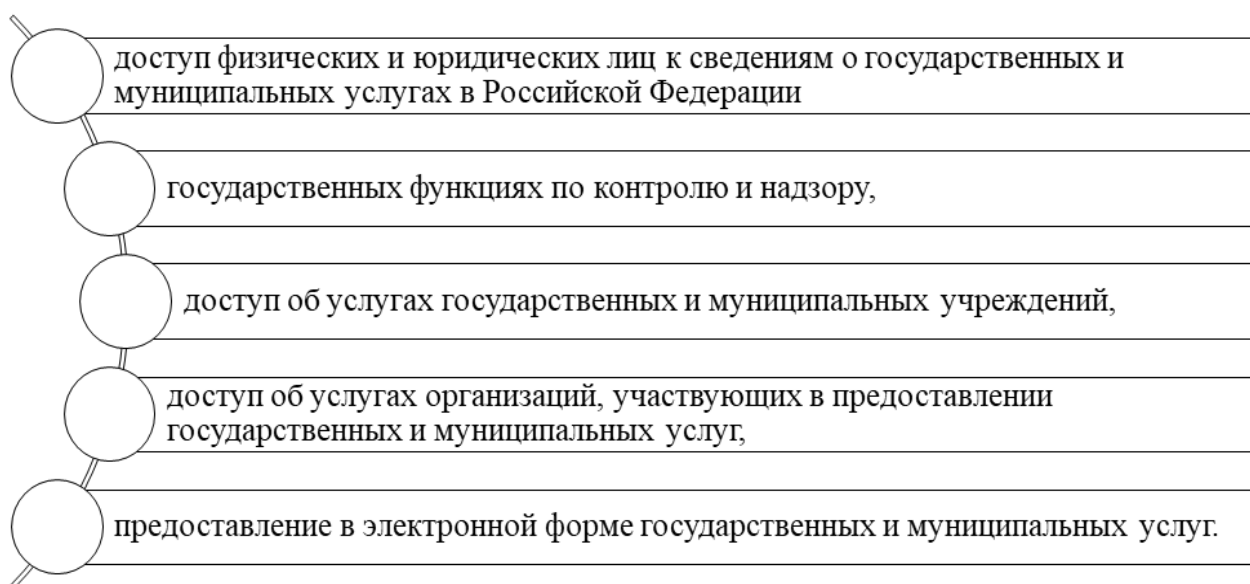 доступ физических и юридических лиц к сведениям о государственных и
муниципальных услугах в Российской Федерации
государственных функциях по контролю и надзору,
доступ об услугах государственных и муниципальных учреждений,
доступ об услугах организаций, участвующих в предоставлении
государственных и муниципальных услуг,
предоставление в электронной форме государственных и муниципальных услуг.